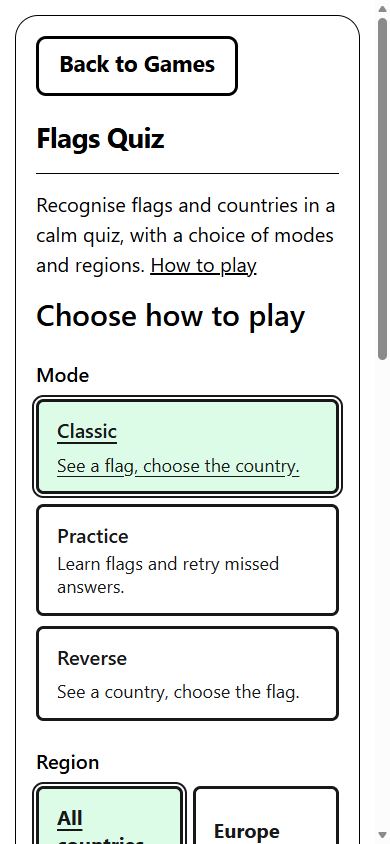 Back to Games
Flags Quiz
Recognise flags and countries in a
calm quiz, with a choice of modes
and regions. How to play
Choose how to play
Mode
Classic
See a flag, choose the country.
Practice
Learn flags and retry missed
answers.
Reverse
See a country, choose the flag.
Region
All
countries
Europe